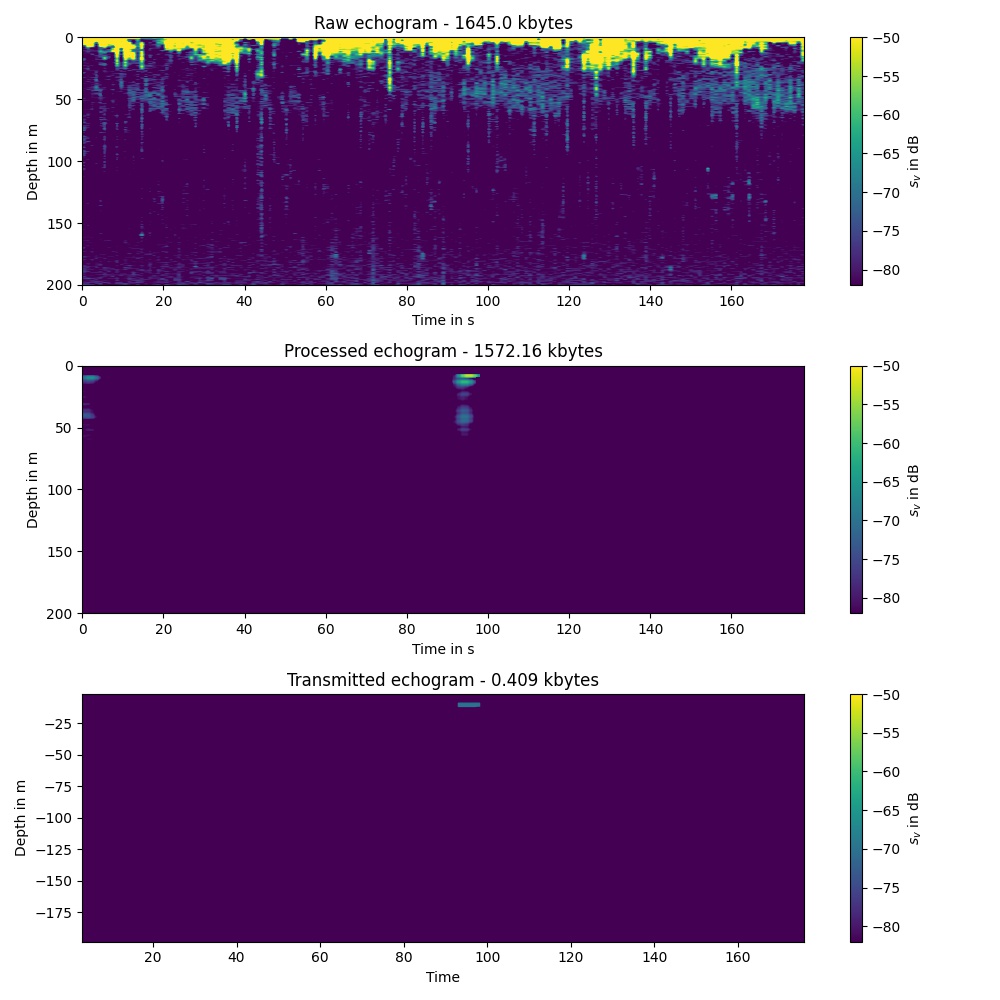 Raw echogram - 1645.0 kbytes
0
50
100
150
200
Depth in m
0 20 40 60 80 100 120 140 160
Time in s
−50
−55
−60
−65
−70
−75
−80
sv in dB
Processed echogram - 1572.16 kbytes
0
50
100
150
200
Depth in m
0 20 40 60 80 100 120 140 160
Time in s
−50
−55
−60
−65
−70
−75
−80
sv in dB
Transmitted echogram - 0.409 kbytes
−25
−50
−75
−100
−125
−150
−175
Depth in m
20 40 60 80 100 120 140 160
Time
−50
−55
−60
−65
−70
−75
−80
sv in dB